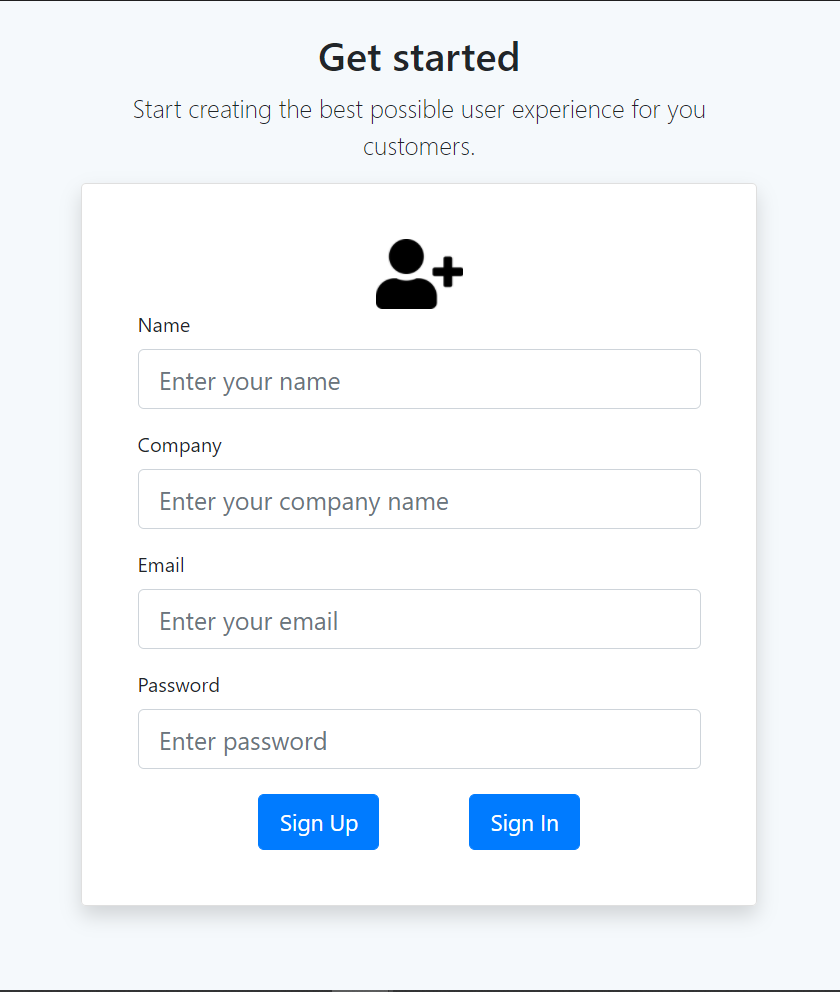 Get started
Start creating the best possible user experience for you
customers.
Name
Enter your name
Company
Enter your company name
Email
Enter your email
Password
Enter password
Sign Up
Sign In